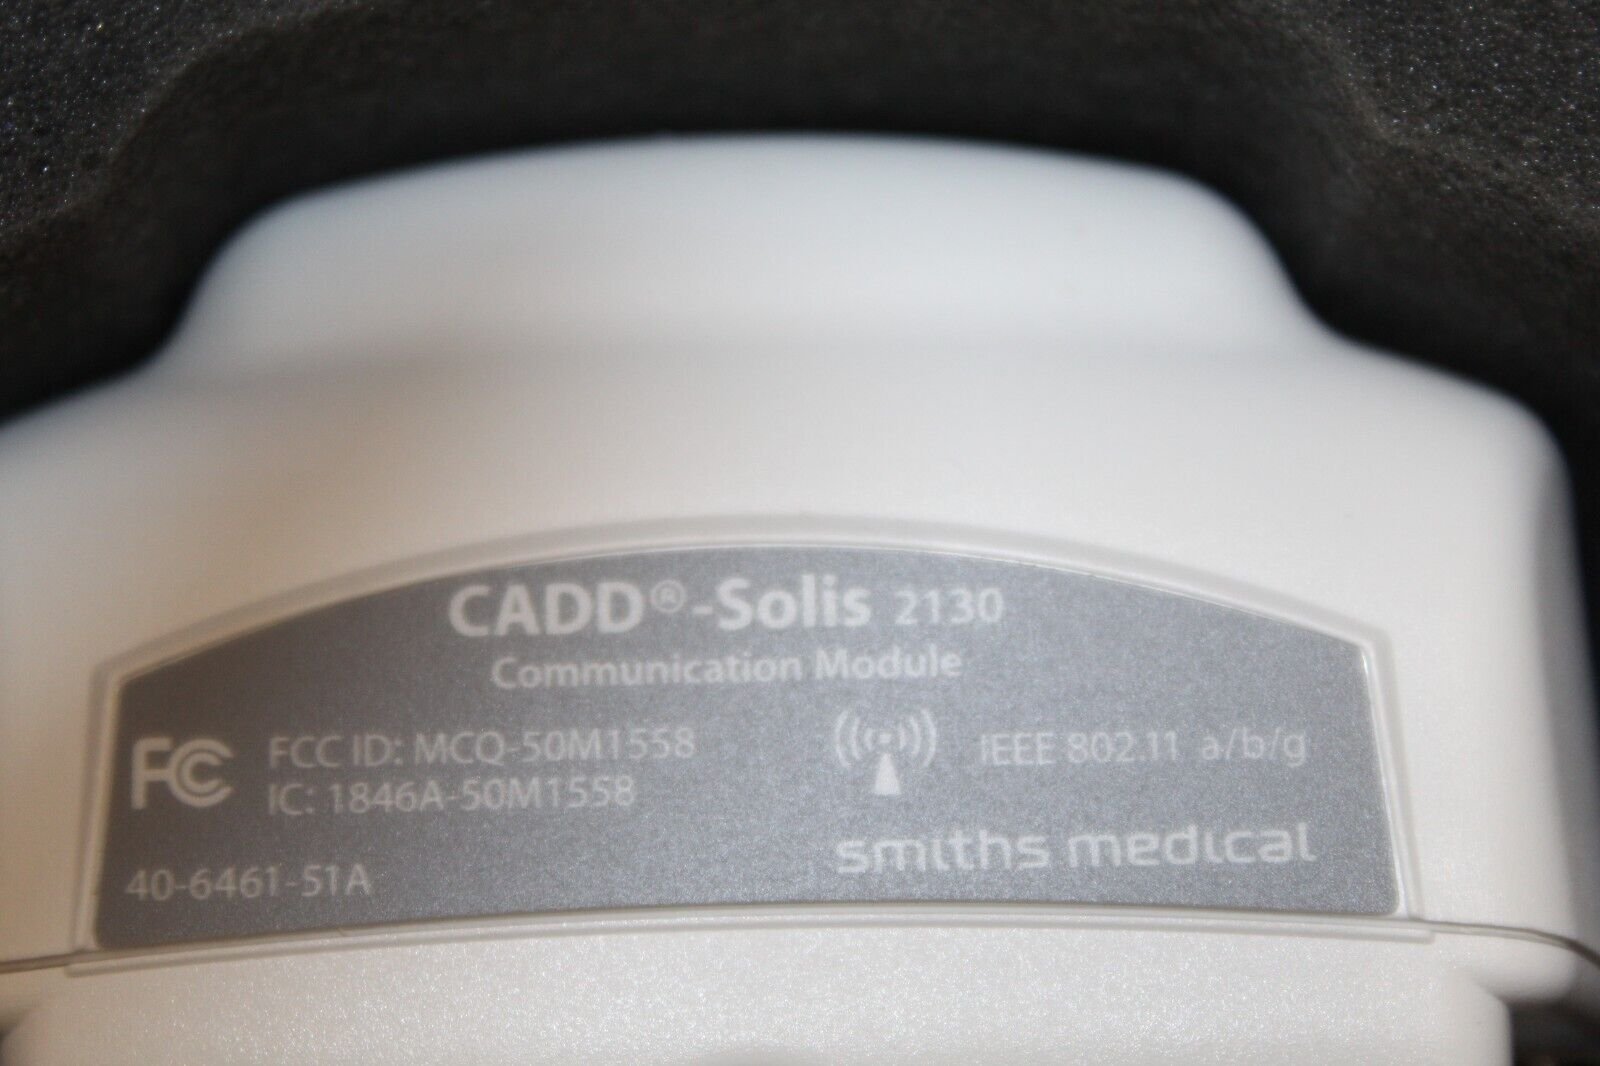 CADD®-Solis 2130
Communication Module
FC FCC ID: MCQ-50M1558
IC: 1846A-50M1558
IEEE 802.11 a/b/g
smiths medical
40-6461-51A